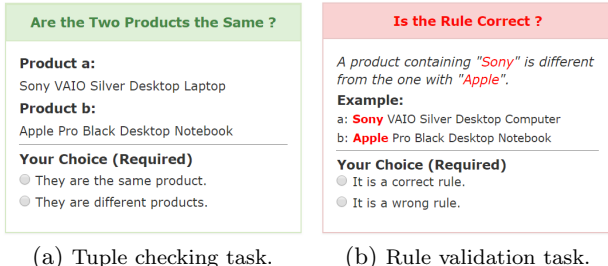 Are the Two Products the Same ?
Product a:
Sony VAIO Silver Desktop Laptop
Product b:
Apple Pro Black Desktop Notebook
Your Choice (Required)
They are the same product.
They are different products.
(a) Tuple checking task.
Is the Rule Correct ?
A product containing "Sony" is different
from the one with "Apple".
Example:
a: Sony VAIO Silver Desktop Computer
b: Apple Pro Black Desktop Notebook
Your Choice (Required)
It is a correct rule.
It is a wrong rule.
(b) Rule validation task.